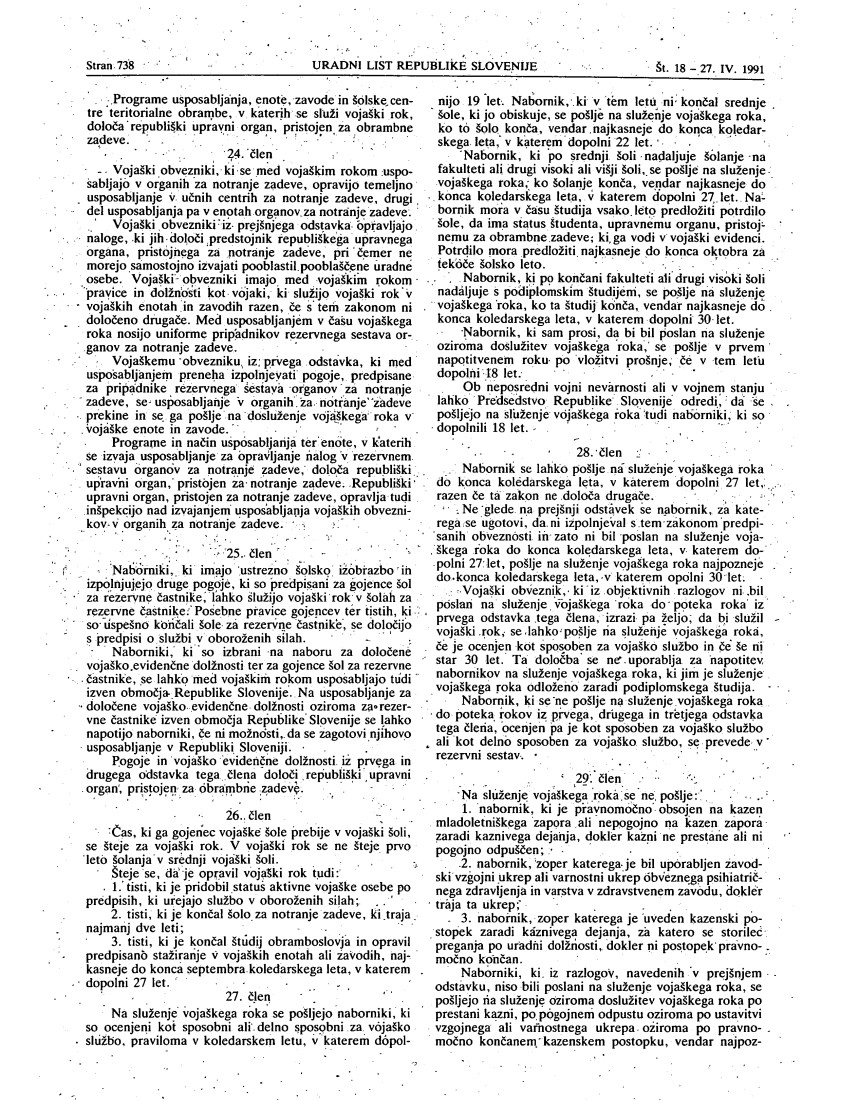 Stran 738
URADNI LIST REPUBLIKE SLOVENIJE
Št. 18 – 27. IV. 1991
Programe usposabljanja, enote, zavode in šolske cen-
tre teritorialne obrambe, v katerih se služi vojaški rok,
določa republiški upravni organ, pristojen za obrambne
zadeve.
24. člen
Vojaški obvezniki, ki se med vojaškim rokom uspo-
sabljajo v organih za notranje zadeve, opravijo temeljno
usposabljanje v učnih centrih za notranje zadeve, drugi
del usposabljanja pa v enotah organov za notranje zadeve.
Vojaški obvezniki iz prejšnjega odstavka opravljajo
naloge, ki jih določi predstojnik republiškega upravnega
organa, pristojnega za notranje zadeve, pri čemer ne
morejo samostojno izvajati pooblastil pooblaščene uradne
osebe. Vojaški obvezniki imajo med vojaškim rokom
pravice in dolžnosti kot vojaki, ki služijo vojaški rok v
vojaških enotah in zavodih razen, če s tem zakonom ni
določeno drugače. Med usposabljanjem v času vojaškega
roka nosijo uniforme pripadnikov rezervnega sestava or-
ganov za notranje zadeve.
Vojaškemu obvezniku iz prvega odstavka, ki med
usposabljanjem preneha izpolnjevati pogoje, predpisane
za pripadnike rezervnega sestava organov za notranje
zadeve, se usposabljanje v organih za notranje zadeve
prekine in se ga pošlje na dosluženje vojaškega roka v
vojaške enote in zavode.
Programe in način usposabljanja ter enote, v katerih
se izvaja usposabljanje za opravljanje nalog v rezervnem
sestavu organov za notranje zadeve, določa republiški
upravni organ, pristojen za notranje zadeve. Republiški
upravni organ, pristojen za notranje zadeve, opravlja tudi
inšpekcijo nad izvajanjem usposabljanja vojaških obvezni-
kov v organih za notranje zadeve.
25. člen
Naborniki, ki imajo ustrezno šolsko izobrazbo in
izpolnjujejo druge pogoje, ki so predpisani za gojence šol
za rezervne častnike, lahko služijo vojaški rok v šolah za
rezervne častnike. Posebne pravice gojencev ter tistih, ki
so uspešno končali šole za rezervne častnike, se določijo
s predpisi o službi v oboroženih silah.
Naborniki, ki so izbrani na naboru za določene
vojaško evidenčne dolžnosti ter za gojence šol za rezervne
častnike, se lahko med vojaškim rokom usposabljajo tudi
izven območja Republike Slovenije. Na usposabljanje za
določene vojaško evidenčne dolžnosti oziroma za rezer-
vne častnike izven območja Republike Slovenije se lahko
napotijo naborniki, če ni možnosti, da se zagotovi njihovo
usposabljanje v Republiki Sloveniji.
Pogoje in vojaško evidenčne dolžnosti iz prvega in
drugega odstavka tega člena določi republiški upravni
organ, pristojen za obrambne zadeve.
26. člen
Čas, ki ga gojenec vojaške šole prebije v vojaški šoli,
se šteje za vojaški rok. V vojaški rok se ne šteje prvo
leto šolanja v srednji vojaški šoli.
Šteje se, da je opravil vojaški rok tudi:
1. tisti, ki je pridobil status aktivne vojaške osebe po
predpisih, ki urejajo službo v oboroženih silah;
2. tisti, ki je končal šolo za notranje zadeve, ki traja
najmanj dve leti;
3. tisti, ki je končal študij obramboslovja in opravil
predpisano stažiranje v vojaških enotah ali zavodih, naj-
kasneje do konca septembra koledarskega leta, v katerem
dopolni 27 let.
27. člen
Na služenje vojaškega roka se pošljejo naborniki, ki
so ocenjeni kot sposobni ali delno sposobni za vojaško
službo, praviloma v koledarskem letu, v katerem dopol-
nijo 19 let. Nabornik, ki v tem letu ni končal srednje
šole, ki jo obiskuje, se pošlje na služenje vojaškega roka,
ko to šolo konča, vendar najkasneje do konca koledar-
skega leta, v katerem dopolni 22 let.
Nabornik, ki po srednji šoli nadaljuje šolanje na
fakulteti ali drugi visoki ali višji šoli, se pošlje na služenje
vojaškega roka, ko šolanje konča, vendar najkasneje do
konca koledarskega leta, v katerem dopolni 27 let. Na-
bornik mora v času študija vsako leto predložiti potrdilo
šole, da ima status študenta, upravnemu organu, pristoj-
nemu za obrambne zadeve, ki ga vodi v vojaški evidenci.
Potrdilo mora predložiti najkasneje do konca oktobra za
tekoče šolsko leto.
Nabornik, ki po končani fakulteti ali drugi visoki šoli
nadaljuje s podiplomskim študijem, se pošlje na služenje
vojaškega roka, ko ta študij konča, vendar najkasneje do
konca koledarskega leta, v katerem dopolni 30 let.
Nabornik, ki sam prosi, da bi bil poslan na služenje
oziroma doslužitev vojaškega roka, se pošlje v prvem
napotitvenem roku po vložitvi prošnje, če v tem letu
dopolni 18 let.
Ob neposredni vojni nevarnosti ali v vojnem stanju
lahko Predsedstvo Republike Slovenije odredi, da se
pošljejo na služenje vojaškega roka tudi naborniki, ki so
dopolnili 18 let.
28. člen
Nabornik se lahko pošlje na služenje vojaškega roka
do konca koledarskega leta, v katerem dopolni 27 let,
razen če ta zakon ne določa drugače.
Ne glede na prejšnji odstavek se nabornik, za kate-
rega se ugotovi, da ni izpolnjeval s tem zakonom predpi-
sanih obveznosti in zato ni bil poslan na služenje voja-
škega roka do konca koledarskega leta, v katerem do-
polni 27 let, pošlje na služenje vojaškega roka najpozneje
do konca koledarskega leta, v katerem opolni 30 let.
Vojaški obveznik, ki iz objektivnih razlogov ni bil
poslan na služenje vojaškega roka do poteka roka iz
prvega odstavka tega člena, izrazi pa željo, da bi služil
vojaški rok, se lahko pošlje na služenje vojaškega roka,
če je ocenjen kot sposoben za vojaško službo in če še ni
star 30 let. Ta določba se ne uporablja za napotitev
nabornikov na služenje vojaškega roka, ki jim je služenje
vojaškega roka odloženo zaradi podiplomskega študija.
Nabornik, ki se ne pošlje na služenje vojaškega roka
do poteka rokov iz prvega, drugega in tretjega odstavka
tega člena, ocenjen pa je kot sposoben za vojaško službo
ali kot delno sposoben za vojaško službo, se prevede v
rezervni sestav.
29. člen
Na služenje vojaškega roka se ne pošlje:
1. nabornik, ki je pravnomočno obsojen na kazen
mladoletniškega zapora ali nepogojno na kazen zapora
zaradi kaznivega dejanja, dokler kazni ne prestane ali ni
pogojno odpuščen;
2. nabornik, zoper katerega je bil uporabljen zavod-
ski vzgojni ukrep ali varnostni ukrep obveznega psihiatrič-
nega zdravljenja in varstva v zdravstvenem zavodu, dokler
traja ta ukrep;
3. nabornik, zoper katerega je uveden kazenski po-
stopek zaradi kaznivega dejanja, za katero se storilec
preganja po uradni dolžnosti, dokler ni postopek pravno-
močno končan.
Naborniki, ki iz razlogov, navedenih v prejšnjem
odstavku, niso bili poslani na služenje vojaškega roka, se
pošljejo na služenje oziroma doslužitev vojaškega roka po
prestani kazni, po pogojnem odpustu oziroma po ustavitvi
vzgojnega ali varnostnega ukrepa oziroma po pravno-
močno končanem kazenskem postopku, vendar najpoz-